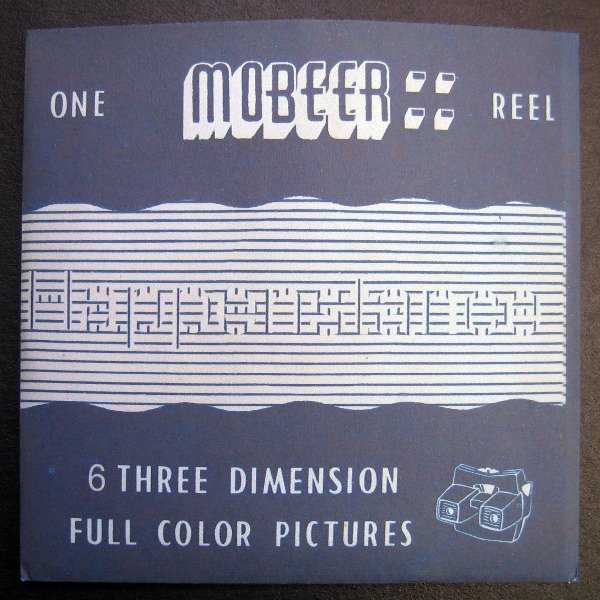 ONE MOBEER :: REEL
6 THREE DIMENSION
FULL COLOR PICTURES